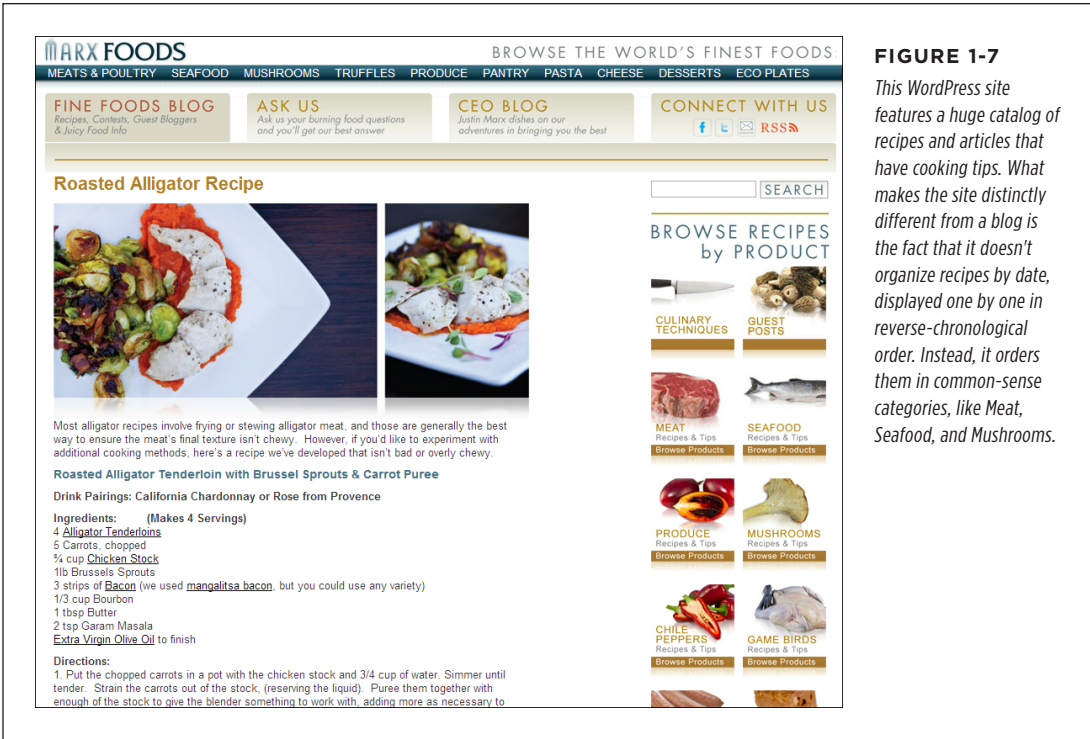 MARX FOODS
BROWSE THE WORLD'S FINEST FOODS
MEATS & POULTRY SEAFOOD MUSHROOMS TRUFFLES PRODUCE PANTRY PASTA CHEESE DESSERTS ECO PLATES
FINE FOODS BLOG
Recipes, Contests, Guest Bloggers
& Juicy Food Info
ASK US
Ask us your burning food questions
and you'll get our best answer
CEO BLOG
Justin Marx dishes on our
adventures in bringing you the best
CONNECT WITH US
RSS
Roasted Alligator Recipe
SEARCH
Most alligator recipes involve frying or stewing alligator meat, and those are generally the best
way to ensure the meat's final texture isn't chewy. However, if you'd like to experiment with
additional cooking methods, here's a recipe we've developed that isn't bad or overly chewy.
Roasted Alligator Tenderloin with Brussel Sprouts & Carrot Puree
Drink Pairings: California Chardonnay or Rose from Provence
Ingredients: (Makes 4 Servings)
4 Alligator Tenderloins
5 Carrots, chopped
¾ cup Chicken Stock
1lb Brussels Sprouts
3 strips of Bacon (we used mangalitsa bacon, but you could use any variety)
1/3 cup Bourbon
1 tbsp Butter
2 tsp Garam Masala
Extra Virgin Olive Oil to finish
Directions:
1. Put the chopped carrots in a pot with the chicken stock and 3/4 cup of water. Simmer until
tender. Strain the carrots out of the stock, (reserving the liquid). Puree them together with
enough of the stock to give the blender something to work with, adding more as necessary to
BROWSE RECIPES
by PRODUCT
CULINARY
TECHNIQUES
GUEST
POSTS
MEAT
Recipes & Tips
Browse Products
SEAFOOD
Recipes & Tips
Browse Products
PRODUCE
Recipes & Tips
Browse Products
MUSHROOMS
Recipes & Tips
Browse Products
CHILE
PEPPERS
Recipes & Tips
Browse Products
GAME BIRDS
Recipes & Tips
Browse Products
FIGURE 1-7
This WordPress site
features a huge catalog of
recipes and articles that
have cooking tips. What
makes the site distinctly
different from a blog is
the fact that it doesn't
organize recipes by date,
displayed one by one in
reverse-chronological
order. Instead, it orders
them in common-sense
categories, like Meat,
Seafood, and Mushrooms.